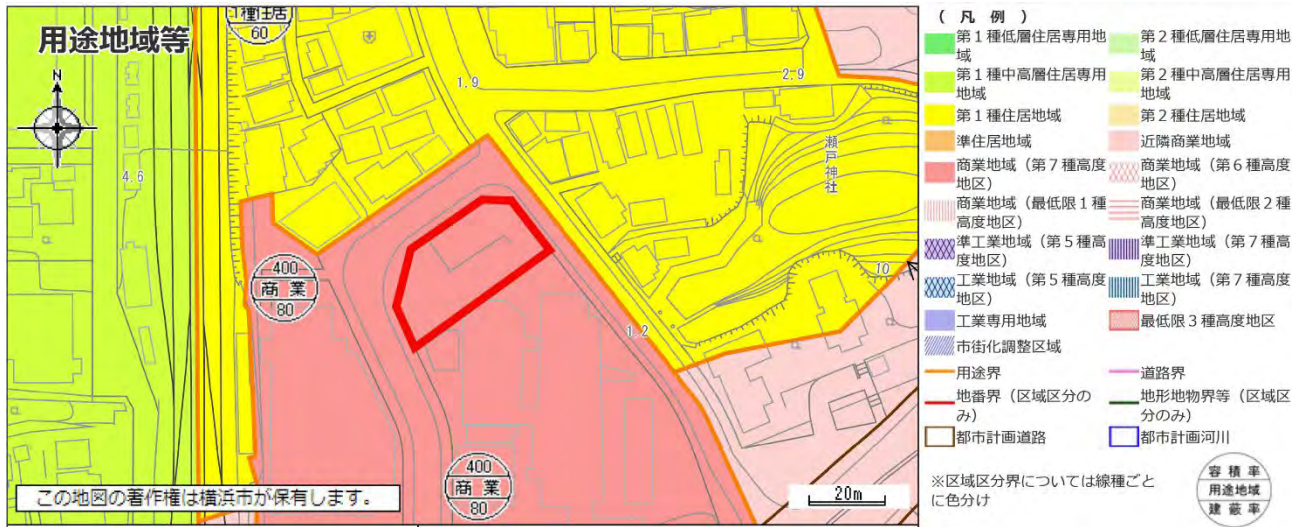 1種住居
60
用途地域等
N
1.9
2.9
4.6
瀬戸神社
10
1.2
400
商業
80
400
商業
80
この地図の著作権は横浜市が保有します。
20m
( 凡 例 )
第1種低層住居専用地
域
第2種低層住居専用地
域
第1種中高層住居専用
地域
第2種中高層住居専用
地域
第1種住居地域
第2種住居地域
準住居地域
近隣商業地域
商業地域(第7種高度
地区)
商業地域(第6種高度
地区)
商業地域(最低限1種
高度地区)
商業地域(最低限2種
高度地区)
準工業地域(第5種高
度地区)
準工業地域(第7種高
度地区)
工業地域(第5種高度
地区)
工業地域(第7種高度
地区)
工業専用地域
最低限3種高度地区
市街化調整区域
用途界
道路界
地番界(区域区分の
み)
地形地物界等(区域区
分のみ)
都市計画道路
都市計画河川
※区域区分界については線種ごと
に色分け
容積率
用途地域
建蔽率